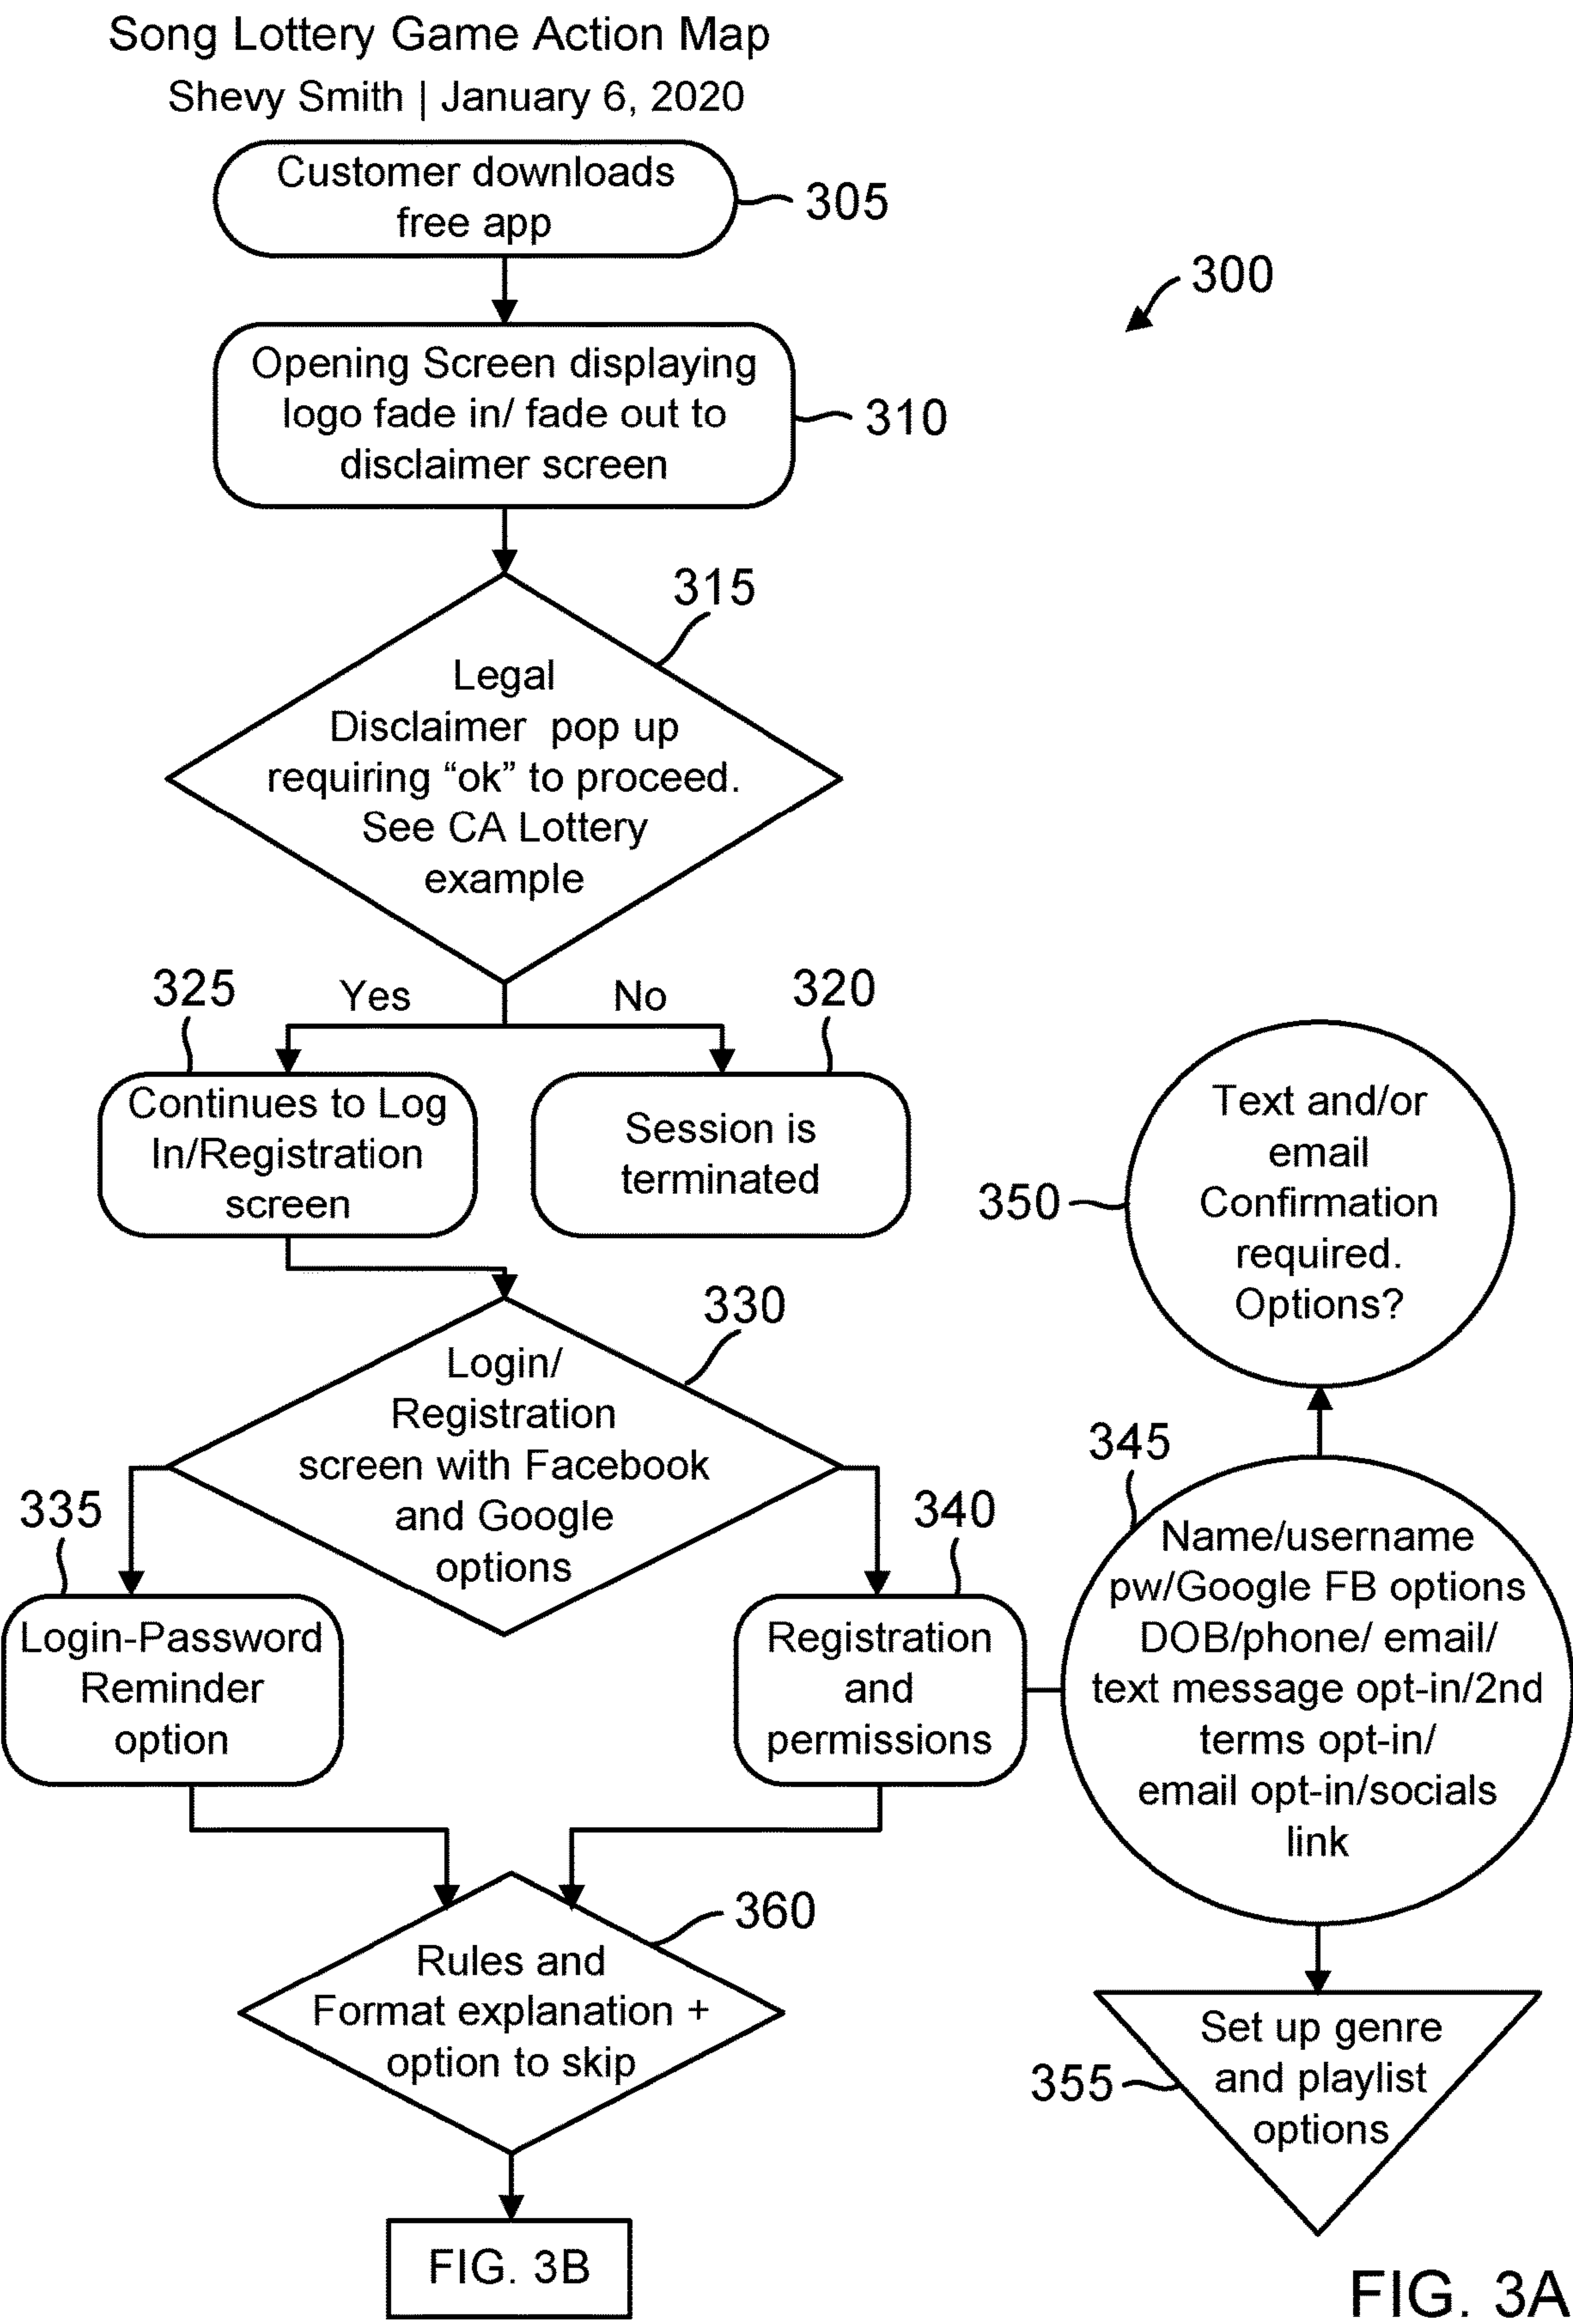 Song Lottery Game Action Map
Shevy Smith | January 6, 2020
Customer downloads
free app
305
300
Opening Screen displaying
logo fade in/ fade out to
disclaimer screen
310
315
Legal
Disclaimer pop up
requiring “ok” to proceed.
See CA Lottery
example
Yes
No
325
320
Continues to Log
In/Registration
screen
Session is
terminated
330
Login/
Registration
screen with Facebook
and Google
options
335
340
Login-Password
Reminder
option
Registration
and
permissions
350
Text and/or
email
Confirmation
required.
Options?
345
Name/username
pw/Google FB options
DOB/phone/ email/
text message opt-in/2nd
terms opt-in/
email opt-in/socials
link
355
Set up genre
and playlist
options
360
Rules and
Format explanation +
option to skip
FIG. 3B
FIG. 3A